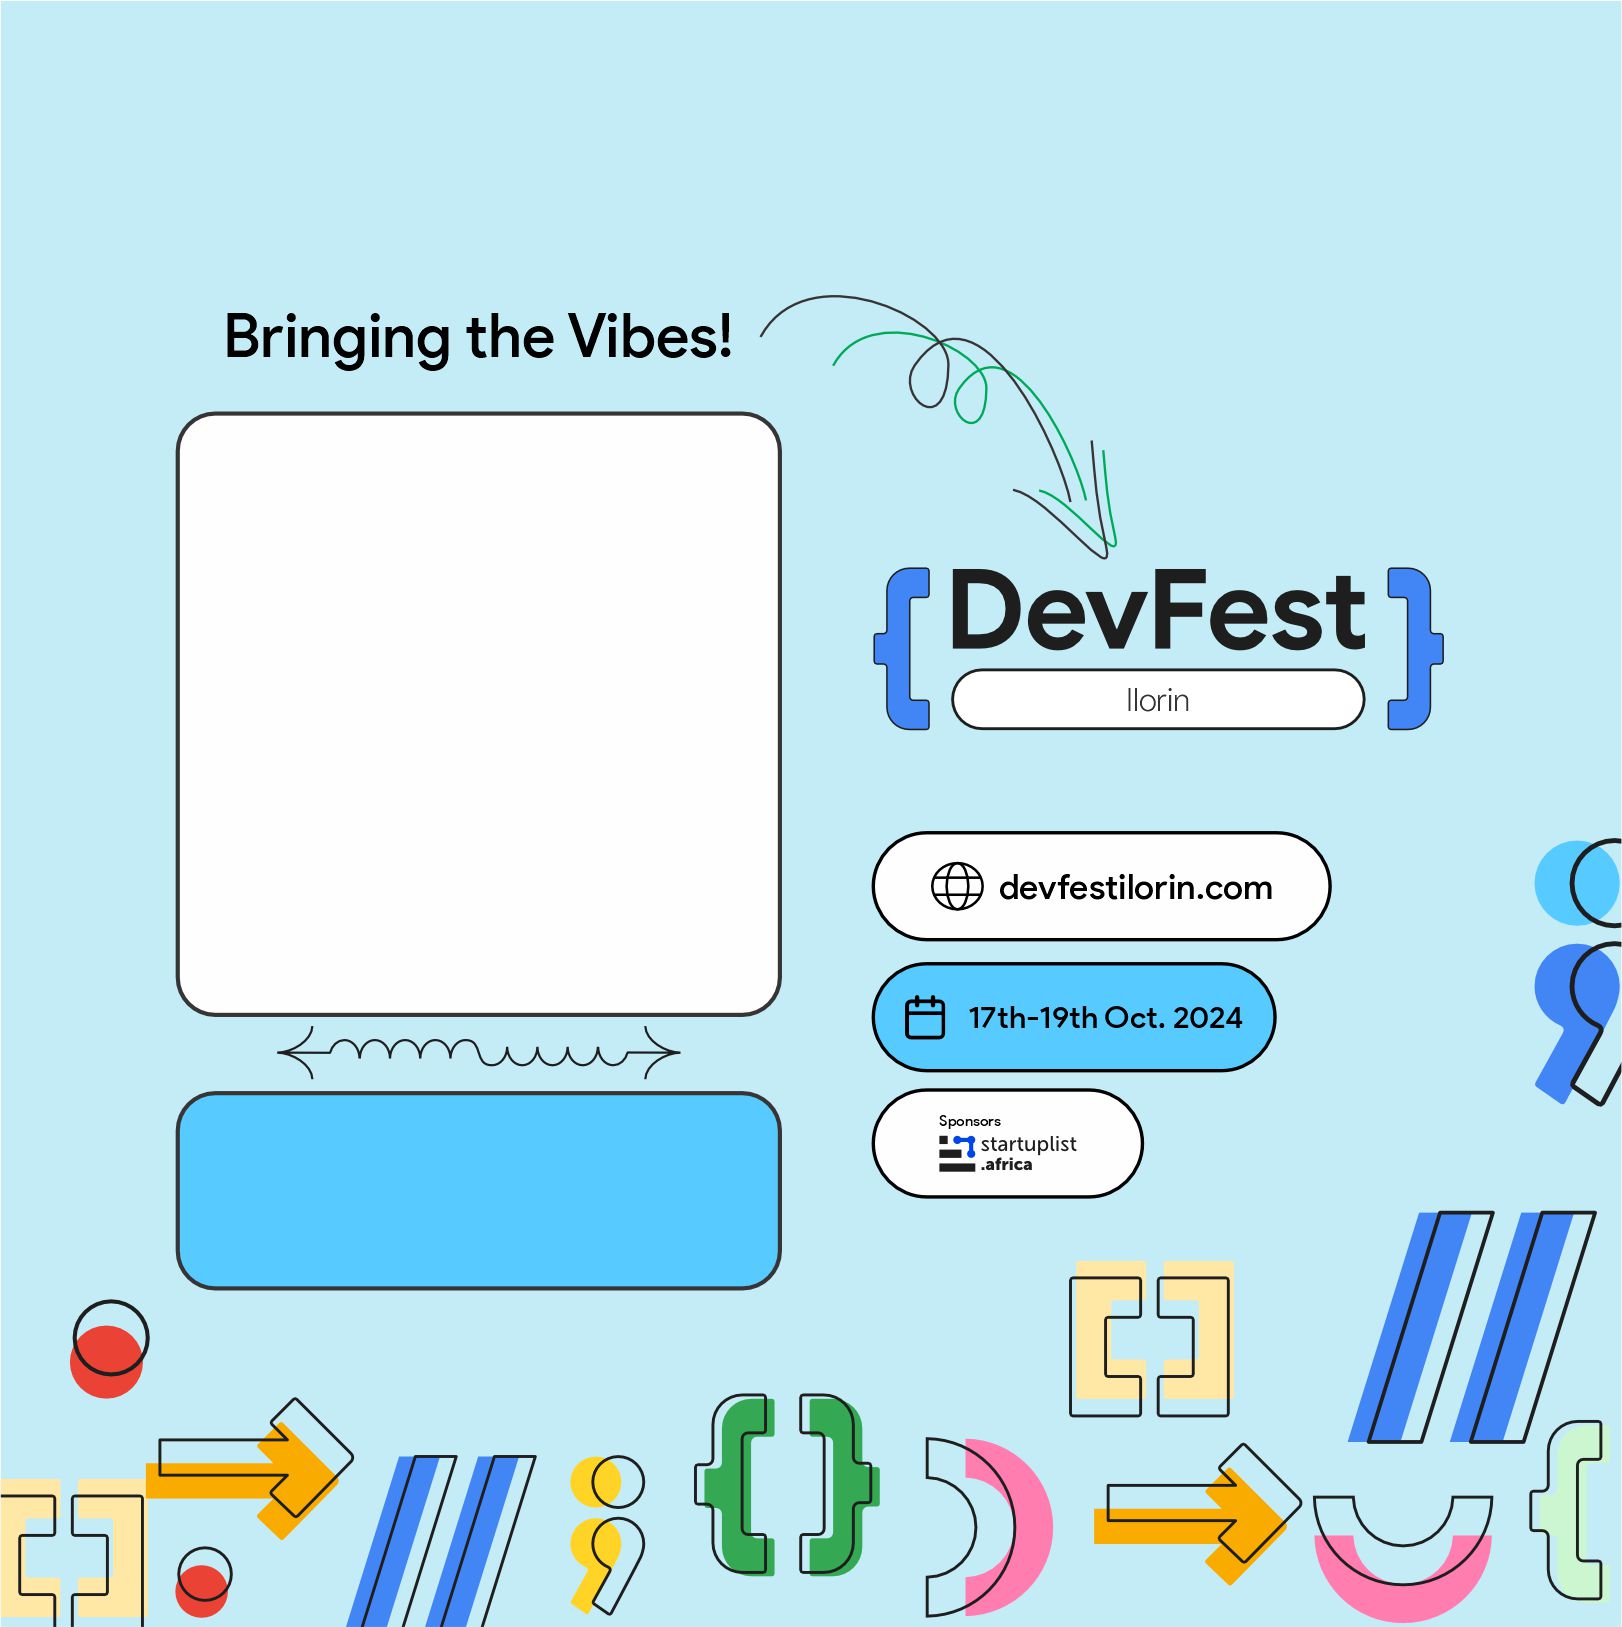 Bringing the Vibes!
DevFest
Ilorin
devfestilorin.com
17th-19th Oct. 2024
Sponsors
startuplist
.africa